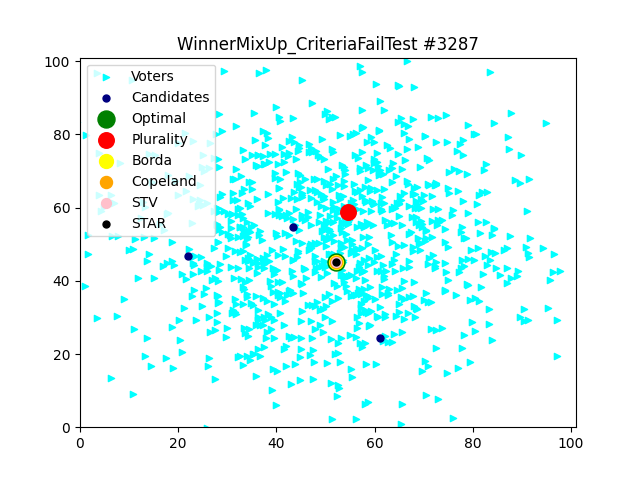 WinnerMixUp_CriteriaFailTest #3287
Voters
Candidates
Optimal
Plurality
Borda
Copeland
STV
STAR
100
80
60
40
20
0
0 20 40 60 80 100